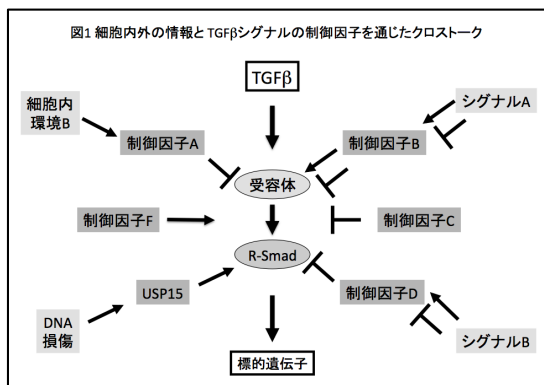 図1 細胞内外の情報と TGFβシグナルの制御因子を通じたクロストーク
TGFβ
細胞内
環境B
シグナルA
制御因子A
制御因子B
受容体
制御因子F
制御因子C
R-Smad
USP15
制御因子D
DNA
損傷
シグナルB
標的遺伝子